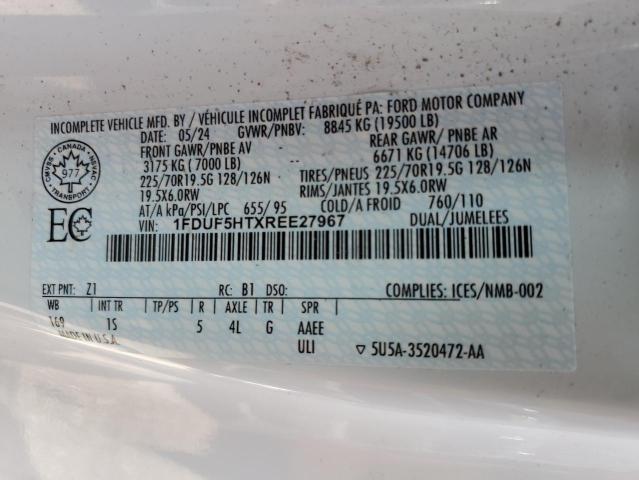 INCOMPLETE VEHICLE MFD. BY / VÉHICULE INCOMPLET FABRIQUÉ PA: FORD MOTOR COMPANY
DATE: 05/24 GVWR/PNBV: 8845 KG (19500 LB)
FRONT GAWR/PNBE AV REAR GAWR/ PNBE AR
3175 KG (7000 LB) 6671 KG (14706 LB)
225/70R19.5G 128/126N TIRES/PNEUS 225/70R19.5G 128/126N
19.5X6.0RW RIMS/JANTES 19.5X6.0RW
AT/A kPa/PSI/LPC 655/ 95 COLD/A FROID 760/110
VIN: 1FDUF5HTXREE27967 DUAL/JUMELEES
CMVSS • CANADA • NSVAC
977
TRANSPORT
EC
EXT PNT: Z1 RC: B1 DSO: COMPLIES: ICES/NMB-002
WB INT TR TP/PS R AXLE TR SPR
169 1S 5 4L G AAEE
MADE IN U.S.A. ULI ▽ 5U5A-3520472-AA